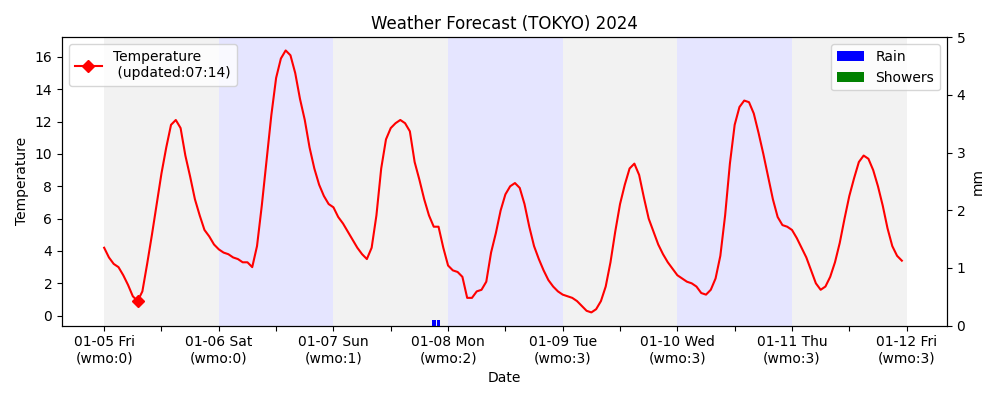 Weather Forecast (TOKYO) 2024
Temperature
(updated:07:14)
Rain
Showers
Temperature
16
14
12
10
8
6
4
2
0
5
4
3
2
1
0
mm
01-05 Fri
(wmo:0)
01-06 Sat
(wmo:0)
01-07 Sun
(wmo:1)
01-08 Mon
(wmo:2)
01-09 Tue
(wmo:3)
01-10 Wed
(wmo:3)
01-11 Thu
(wmo:3)
01-12 Fri
(wmo:3)
Date